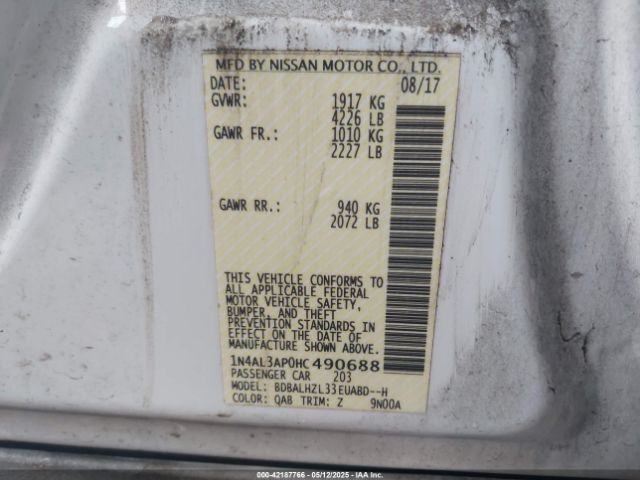 MFD BY NISSAN MOTOR CO., LTD.
DATE: 08/17
GVWR: 1917 KG
4226 LB
GAWR FR.: 1010 KG
2227 LB
GAWR RR.: 940 KG
2072 LB
THIS VEHICLE CONFORMS TO
ALL APPLICABLE FEDERAL
MOTOR VEHICLE SAFETY,
BUMPER, AND THEFT
PREVENTION STANDARDS IN
EFFECT ON THE DATE OF
MANUFACTURE SHOWN ABOVE.
1N4AL3AP0HC490688
PASSENGER CAR 203
MODEL: BDBALHZL33EUABD--H
COLOR: QAB TRIM: Z 9N00A
000-42187766 - 05/12/2025 - IAAI.com